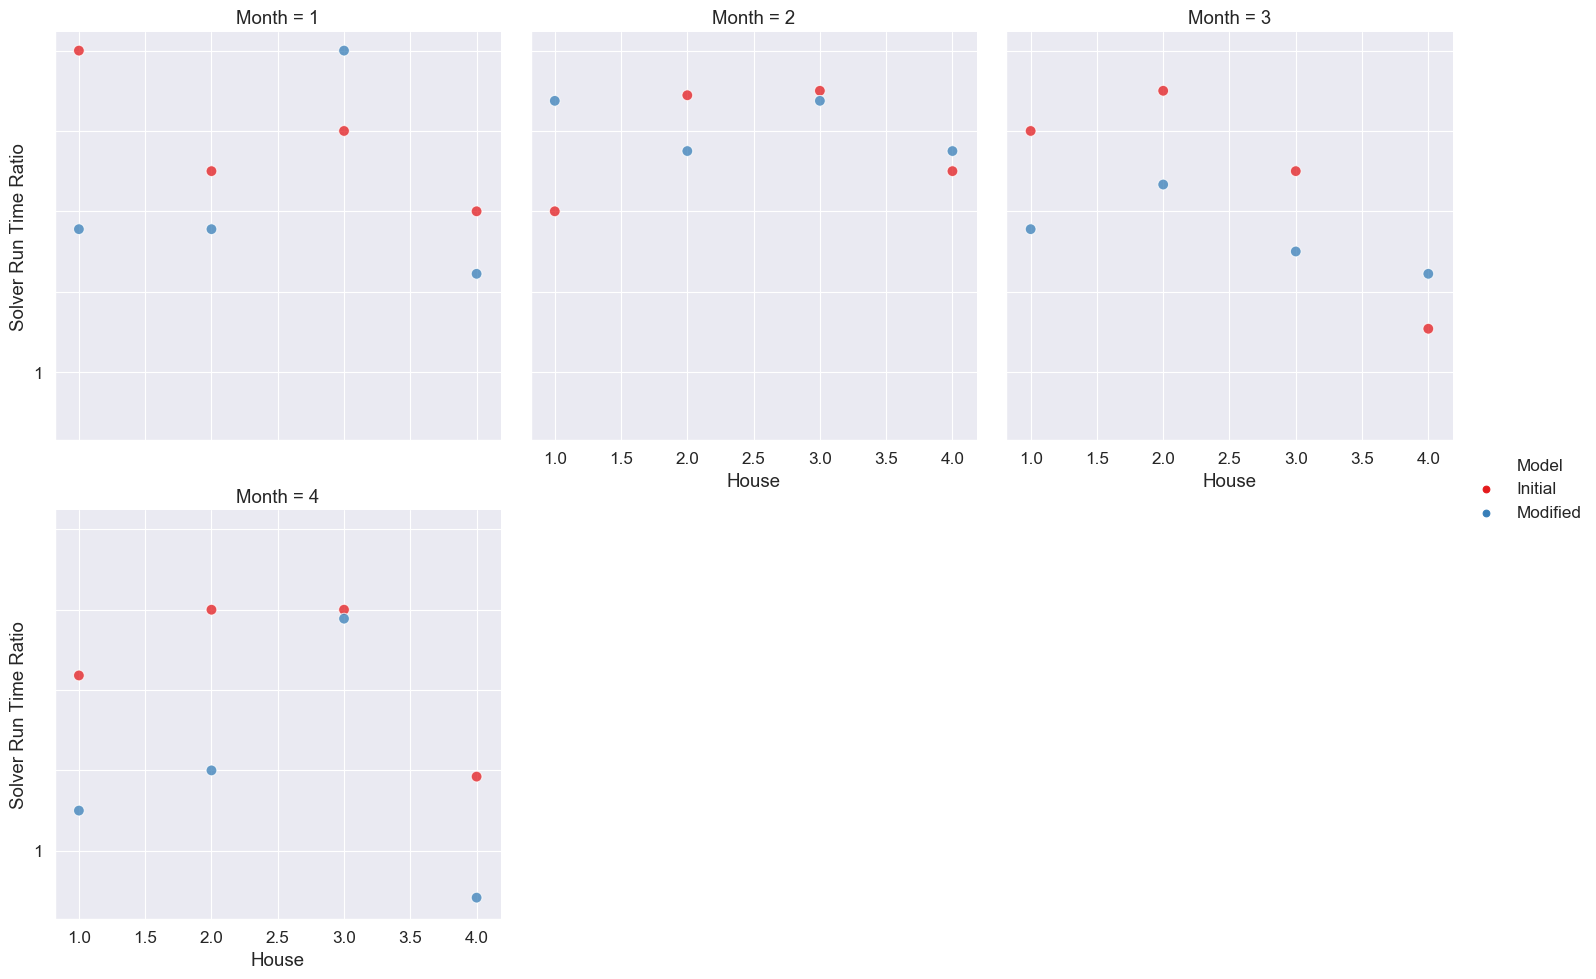 Month = 1
Month = 2
Month = 3
Solver Run Time Ratio
1
1.0 1.5 2.0 2.5 3.0 3.5 4.0
House
1.0 1.5 2.0 2.5 3.0 3.5 4.0
House
Model
Initial
Modified
Month = 4
Solver Run Time Ratio
1
1.0 1.5 2.0 2.5 3.0 3.5 4.0
House